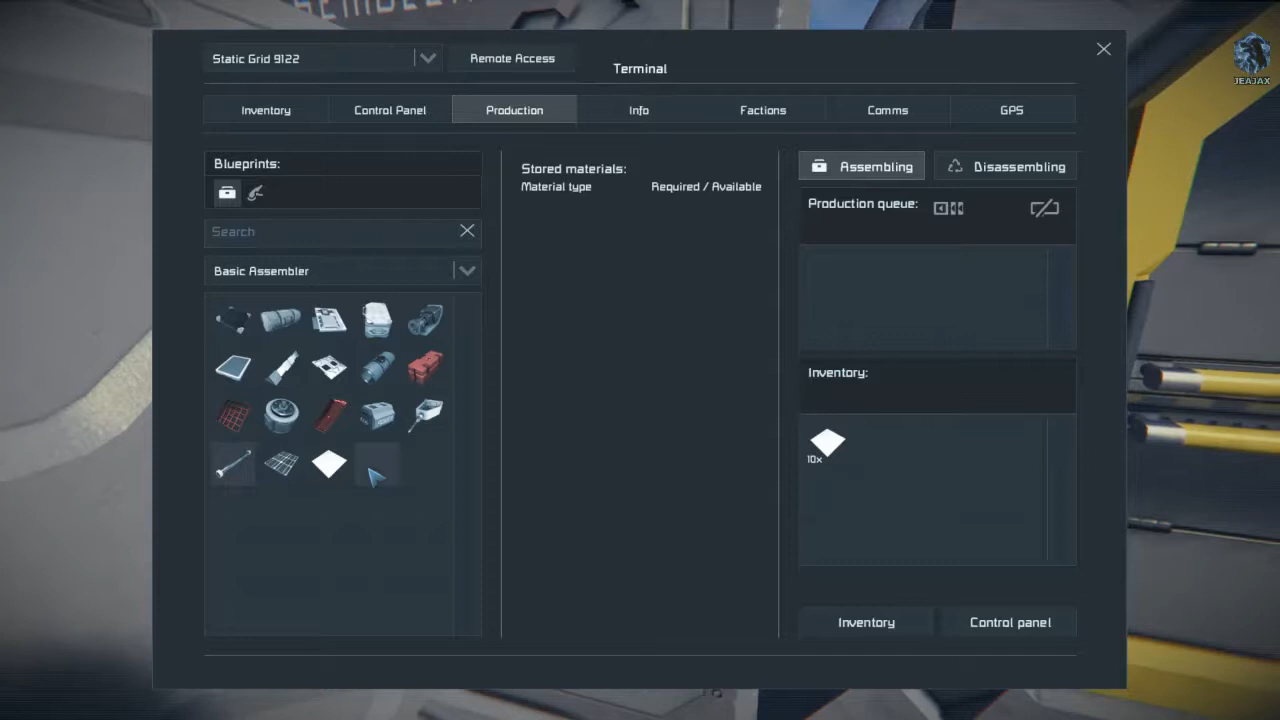 Static Grid 9122
Remote Access
Terminal
JEAJAX
Inventory
Control Panel
Production
Info
Factions
Comms
GPS
Blueprints:
Search
Basic Assembler
Stored materials:
Material type
Required / Available
Assembling
Disassembling
Production queue:
Inventory:
10x
Inventory
Control panel